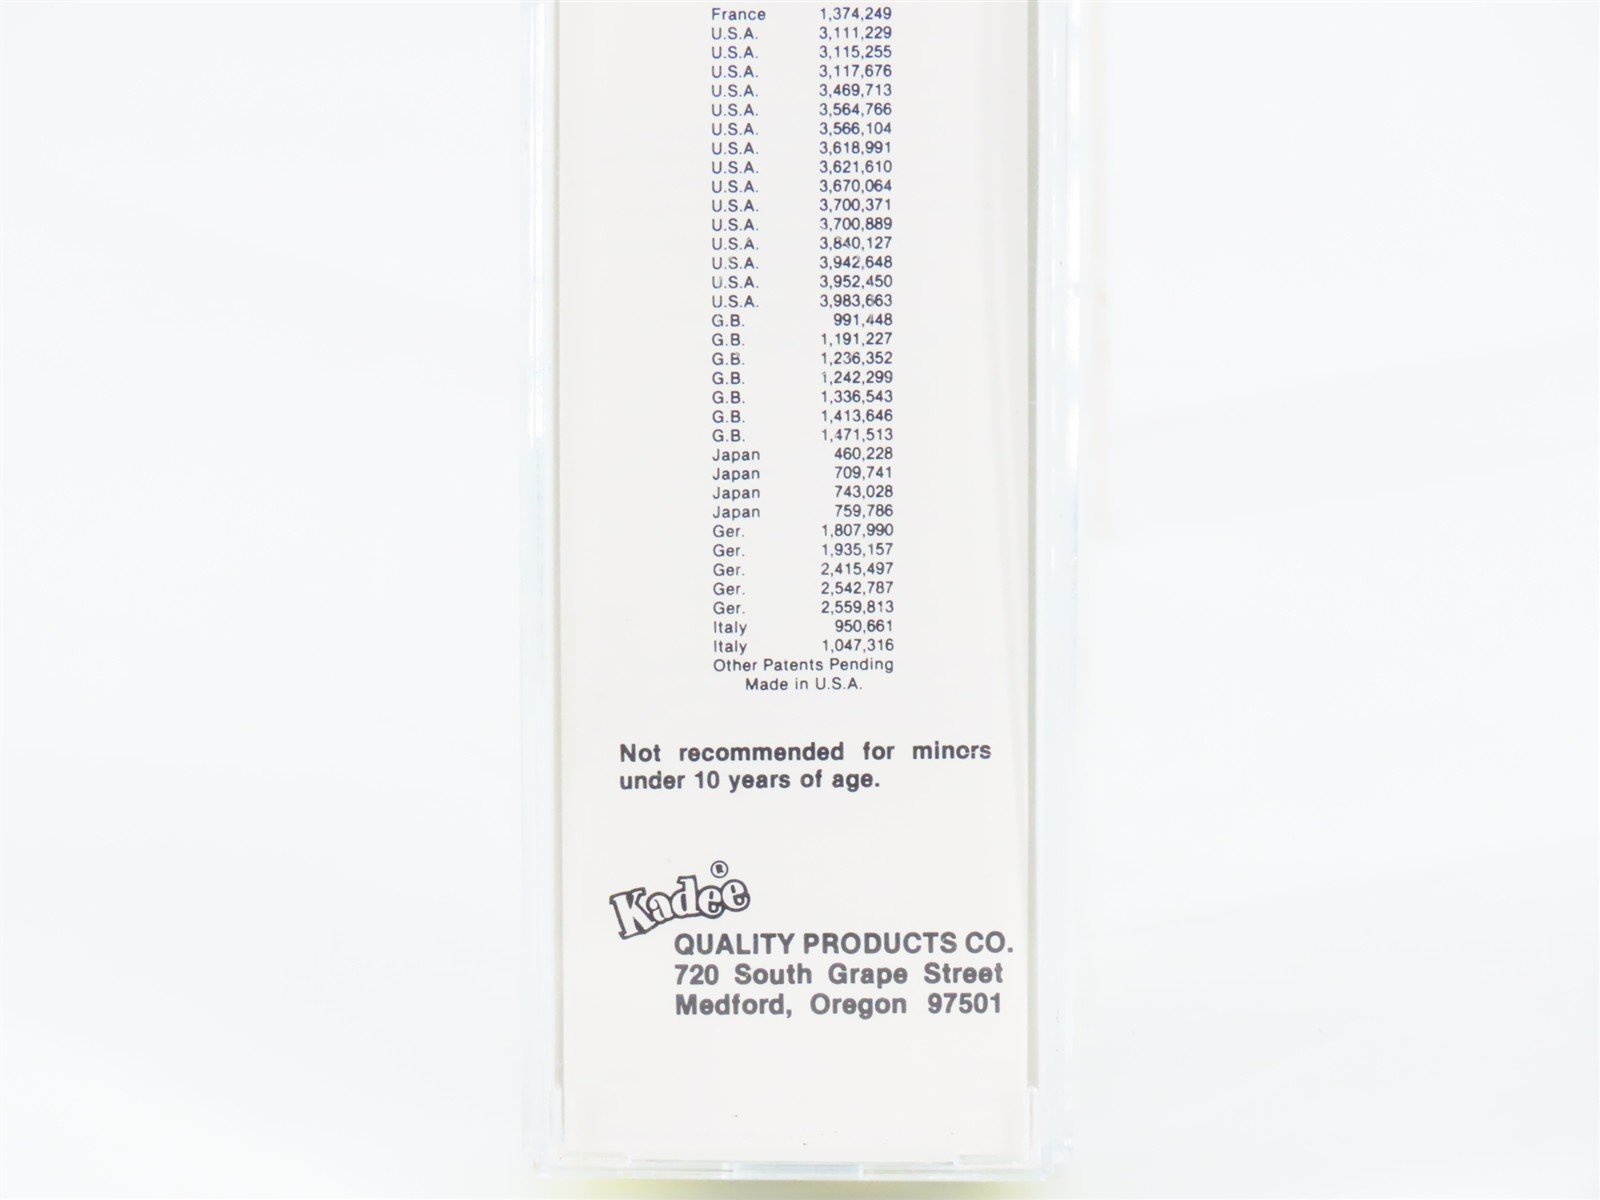 France 1,374,249
U.S.A. 3,111,229
U.S.A. 3,115,255
U.S.A. 3,117,676
U.S.A. 3,469,713
U.S.A. 3,564,766
U.S.A. 3,566,104
U.S.A. 3,618,991
U.S.A. 3,621,610
U.S.A. 3,670,064
U.S.A. 3,700,371
U.S.A. 3,700,889
U.S.A. 3,840,127
U.S.A. 3,942,648
U.S.A. 3,952,450
U.S.A. 3,983,663
G.B. 991,448
G.B. 1,191,227
G.B. 1,236,352
G.B. 1,242,299
G.B. 1,336,543
G.B. 1,413,646
G.B. 1,471,513
Japan 460,228
Japan 709,741
Japan 743,028
Japan 759,786
Ger. 1,807,990
Ger. 1,935,157
Ger. 2,415,497
Ger. 2,542,787
Ger. 2,559,813
Italy 950,661
Italy 1,047,316
Other Patents Pending
Made in U.S.A.
Not recommended for minors
under 10 years of age.
Kadee®
QUALITY PRODUCTS CO.
720 South Grape Street
Medford, Oregon 97501